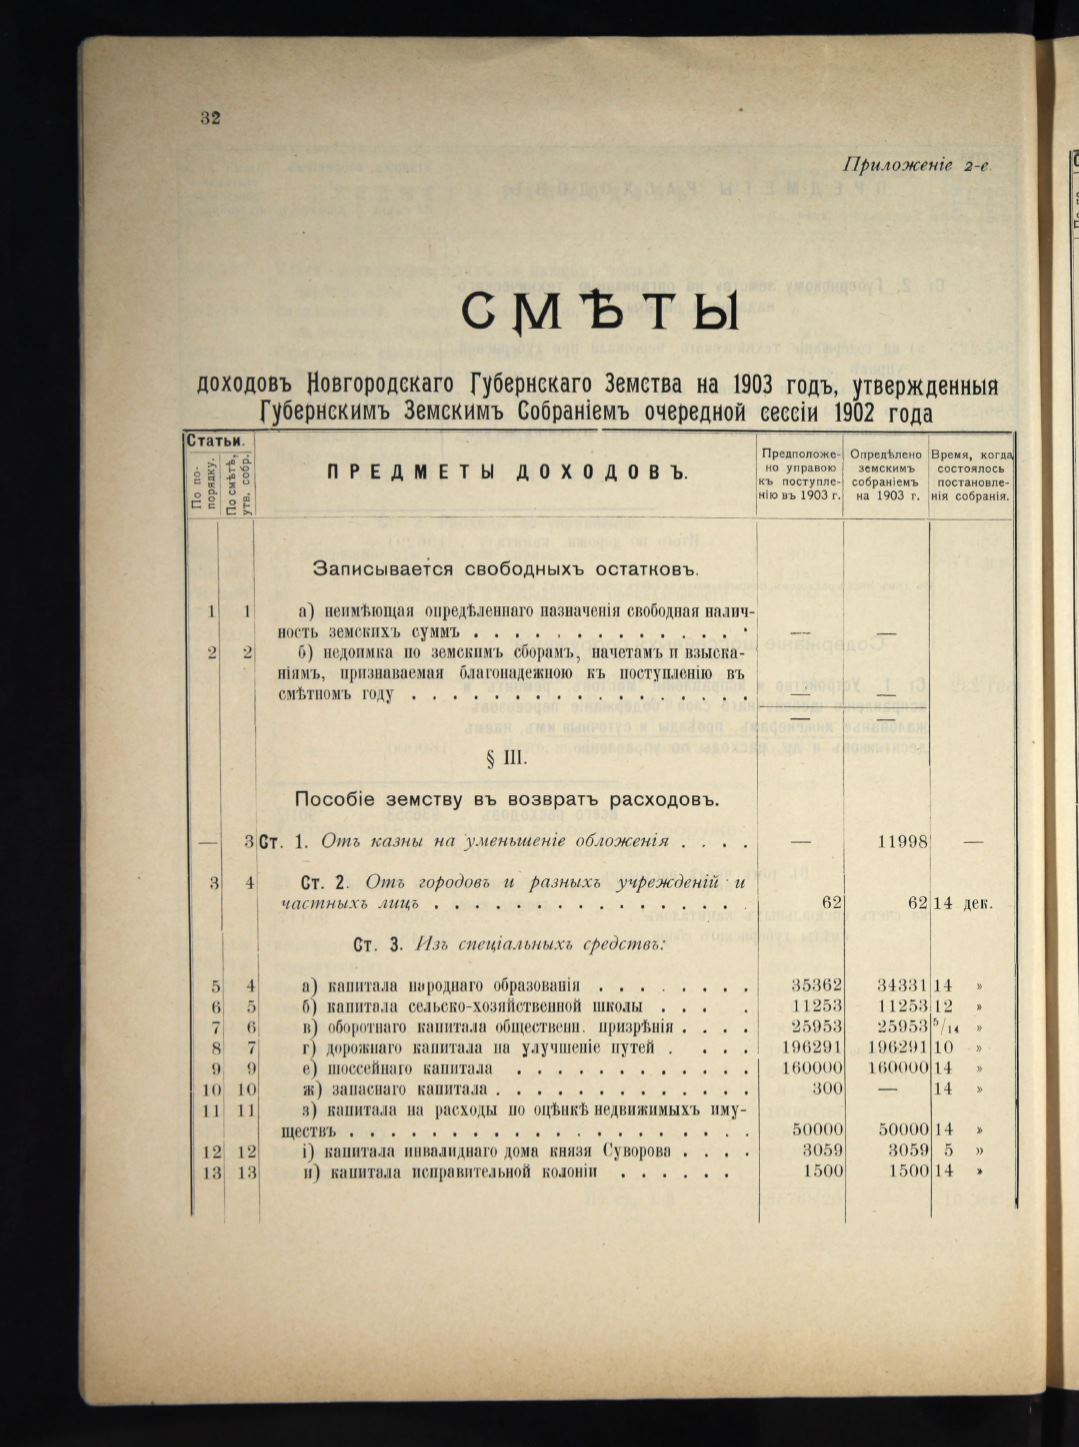 32
Приложеніе 2-е.
СМѢТЫ
доходовъ Новгородскаго Губернскаго Земства на 1903 годъ, утвержденныя
Губернскимъ Земскимъ Собраніемъ очередной сессіи 1902 года
Статьи.
По по-
порядку.
По смѣтѣ,
утв. собр.
ПРЕДМЕТЫ ДОХОДОВЪ.
Предположе-
но управою
къ поступле-
нію въ 1903 г.
Опредѣлено
земскимъ
собраніемъ
на 1903 г.
Время, когда
состоялось
постановле-
нія собранія.
Записывается свободныхъ остатковъ.
1 1 а) неимѣющая опредѣленнаго назначенія свободная налич-
ность земскихъ суммъ . . . . . . . . . . . . . . — —
2 2 б) недоимка по земскимъ сборамъ, начетамъ и взыска-
ніямъ, признаваемая благонадежною къ поступленію въ
смѣтномъ году . . . . . . . . . . . . . . . . . . — —
— —
§ III.
Пособіе земству въ возвратъ расходовъ.
— 3 Ст. 1. Отъ казны на уменьшеніе обложенія . . . . — 11998 —
3 4 Ст. 2. Отъ городовъ и разныхъ учрежденій и
частныхъ лицъ . . . . . . . . . . . . . . . 62 62 14 дек.
Ст. 3. Изъ спеціальныхъ средствъ:
5 4 а) капитала народнаго образованія . . . . . . . . 35362 34331 14 »
6 5 б) капитала сельско-хозяйственной школы . . . . 11253 11253 12 »
7 6 в) оборотнаго капитала общественн. призрѣнія . . . . 25953 25953 5/14 »
8 7 г) дорожнаго капитала на улучшеніе путей . . . . 196291 196291 10 »
9 9 е) шоссейнаго капитала . . . . . . . . . . . . 160000 160000 14 »
10 10 ж) запаснаго капитала . . . . . . . . . . . . . 300 — 14 »
11 11 з) капитала на расходы по оцѣнкѣ недвижимыхъ иму-
ществъ . . . . . . . . . . . . . . . . . . . . . 50000 50000 14 »
12 12 і) капитала инвалиднаго дома князя Суворова . . . . 3059 3059 5 »
13 13 и) капитала исправительной колоніи . . . . . . 1500 1500 14 »